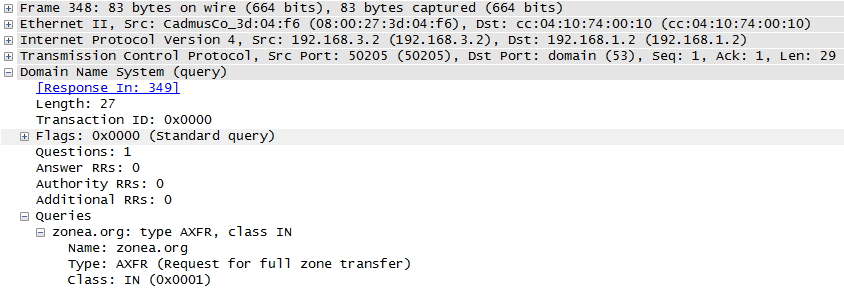 Frame 348: 83 bytes on wire (664 bits), 83 bytes captured (664 bits)
Ethernet II, Src: CadmusCo_3d:04:f6 (08:00:27:3d:04:f6), Dst: cc:04:10:74:00:10 (cc:04:10:74:00:10)
Internet Protocol Version 4, Src: 192.168.3.2 (192.168.3.2), Dst: 192.168.1.2 (192.168.1.2)
Transmission Control Protocol, Src Port: 50205 (50205), Dst Port: domain (53), Seq: 1, Ack: 1, Len: 29
Domain Name System (query)
[Response In: 349]
Length: 27
Transaction ID: 0x0000
Flags: 0x0000 (Standard query)
Questions: 1
Answer RRs: 0
Authority RRs: 0
Additional RRs: 0
Queries
zonea.org: type AXFR, class IN
Name: zonea.org
Type: AXFR (Request for full zone transfer)
Class: IN (0x0001)